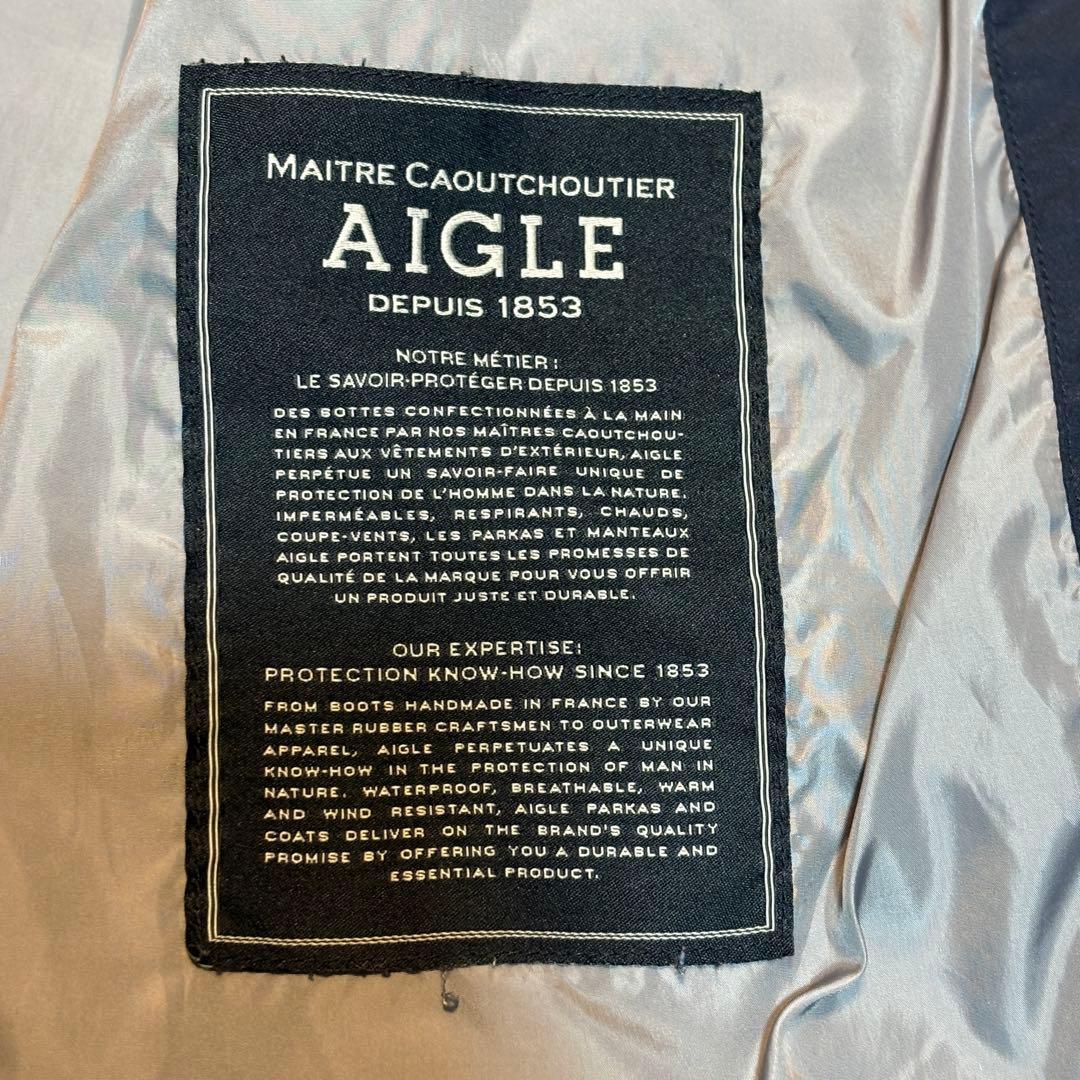 MAITRE CAOUTCHOUTIER
AIGLE
DEPUIS 1853
NOTRE MÉTIER :
LE SAVOIR-PROTÉGER DEPUIS 1853
DES BOTTES CONFECTIONNÉES À LA MAIN
EN FRANCE PAR NOS MAÎTRES CAOUTCHOU-
TIERS AUX VÊTEMENTS D'EXTÉRIEUR, AIGLE
PERPÉTUE UN SAVOIR-FAIRE UNIQUE DE
PROTECTION DE L'HOMME DANS LA NATURE.
IMPERMÉABLES, RESPIRANTS, CHAUDS,
COUPE-VENTS, LES PARKAS ET MANTEAUX
AIGLE PORTENT TOUTES LES PROMESSES DE
QUALITÉ DE LA MARQUE POUR VOUS OFFRIR
UN PRODUIT JUSTE ET DURABLE.
OUR EXPERTISE:
PROTECTION KNOW-HOW SINCE 1853
FROM BOOTS HANDMADE IN FRANCE BY OUR
MASTER RUBBER CRAFTSMEN TO OUTERWEAR
APPAREL, AIGLE PERPETUATES A UNIQUE
KNOW-HOW IN THE PROTECTION OF MAN IN
NATURE. WATERPROOF, BREATHABLE, WARM
AND WIND RESISTANT, AIGLE PARKAS AND
COATS DELIVER ON THE BRAND'S QUALITY
PROMISE BY OFFERING YOU A DURABLE AND
ESSENTIAL PRODUCT.